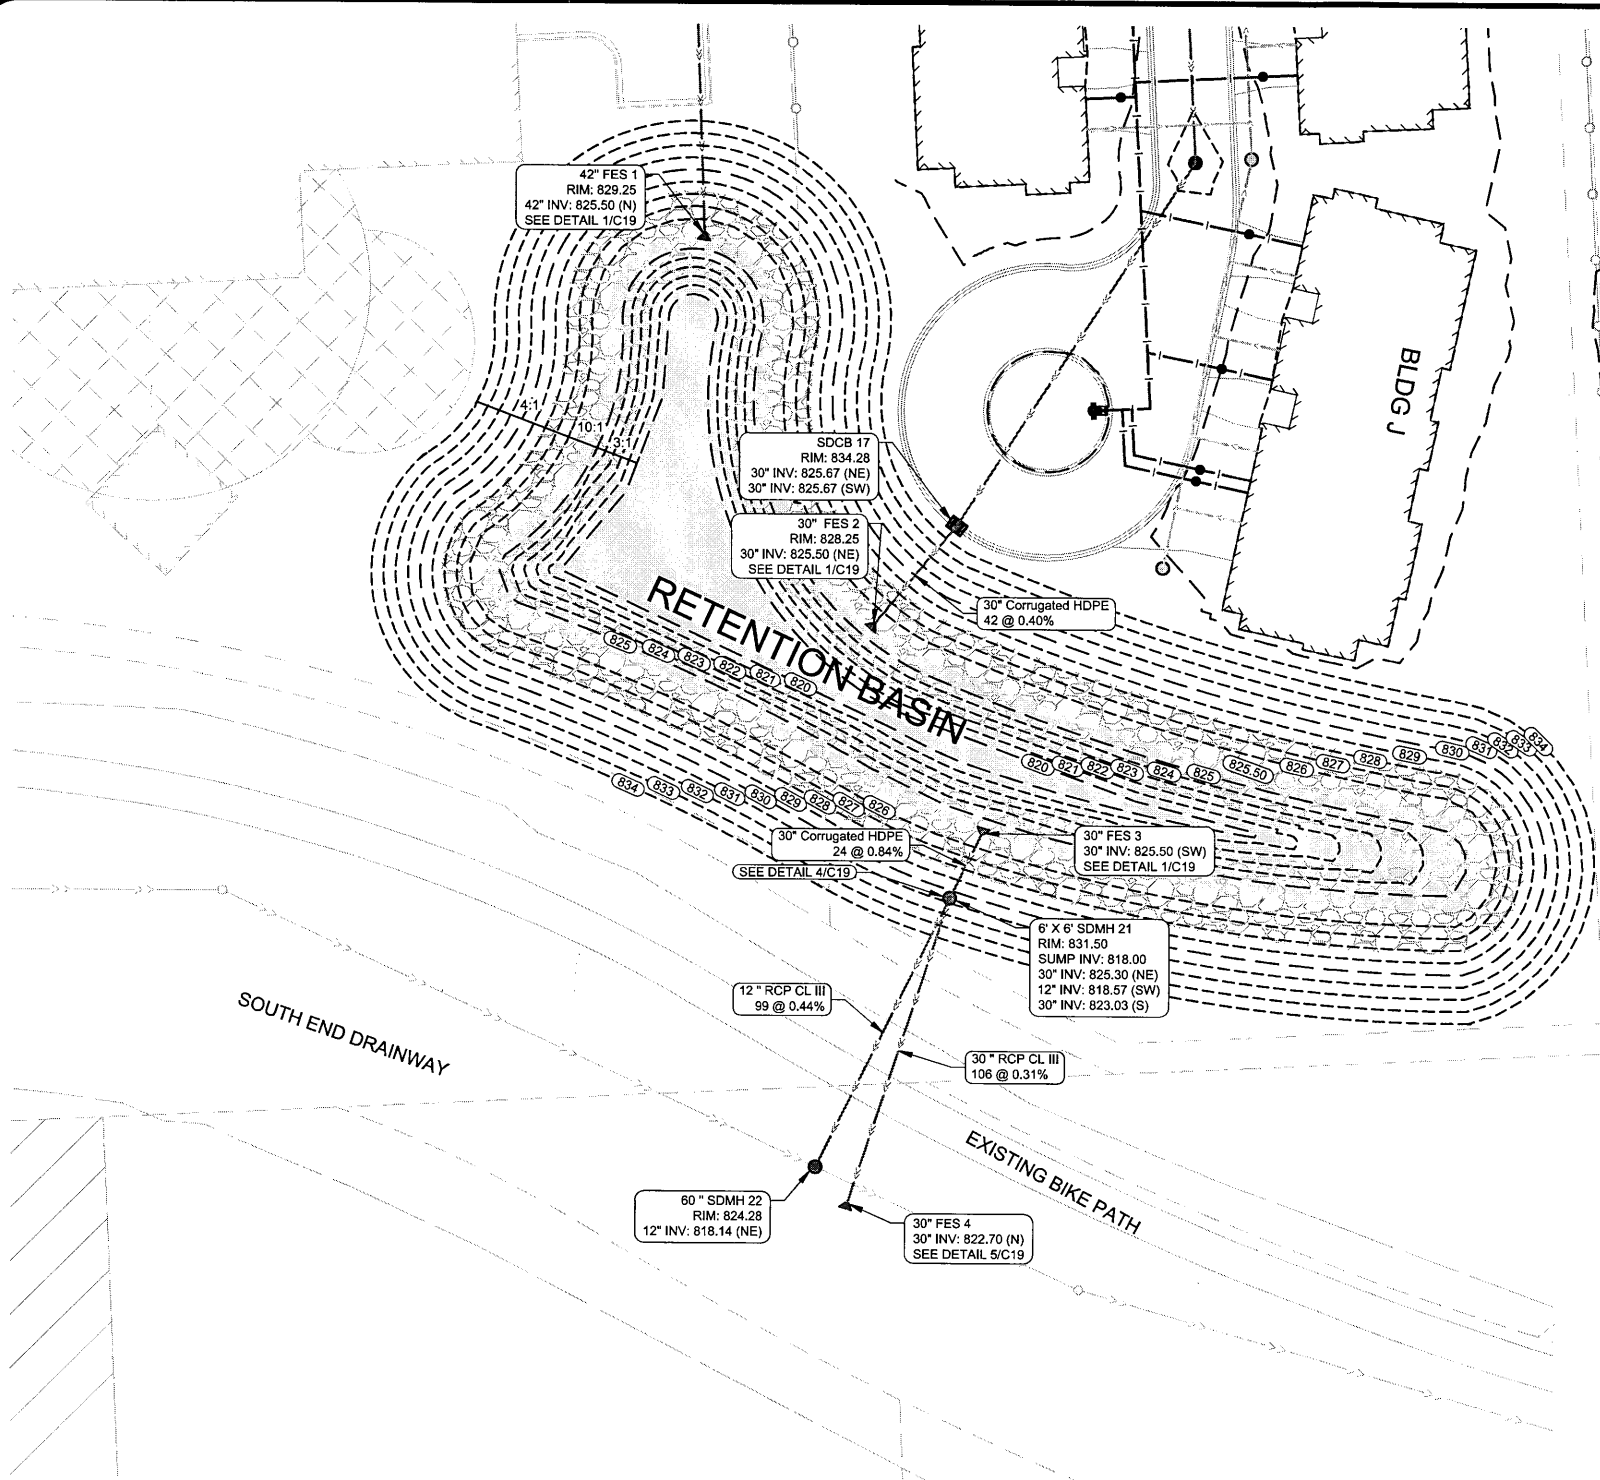 42" FES 1
RIM: 829.25
42" INV: 825.50 (N)
SEE DETAIL 1/C19
BLDG J
4:1
10:1
3:1
SDCB 17
RIM: 834.28
30" INV: 825.67 (NE)
30" INV: 825.67 (SW)
30" FES 2
RIM: 828.25
30" INV: 825.50 (NE)
SEE DETAIL 1/C19
30" Corrugated HDPE
42 @ 0.40%
RETENTION BASIN
825
824
823
822
821
820
820
821
822
823
824
825
825.50
826
827
828
829
830
831
832
833
834
834
833
832
831
830
829
828
827
826
30" Corrugated HDPE
24 @ 0.84%
SEE DETAIL 4/C19
30" FES 3
30" INV: 825.50 (SW)
SEE DETAIL 1/C19
6' X 6' SDMH 21
RIM: 831.50
SUMP INV: 818.00
30" INV: 825.30 (NE)
12" INV: 818.57 (SW)
30" INV: 823.03 (S)
12 " RCP CL III
99 @ 0.44%
SOUTH END DRAINWAY
30 " RCP CL III
106 @ 0.31%
EXISTING BIKE PATH
60 " SDMH 22
RIM: 824.28
12" INV: 818.14 (NE)
30" FES 4
30" INV: 822.70 (N)
SEE DETAIL 5/C19